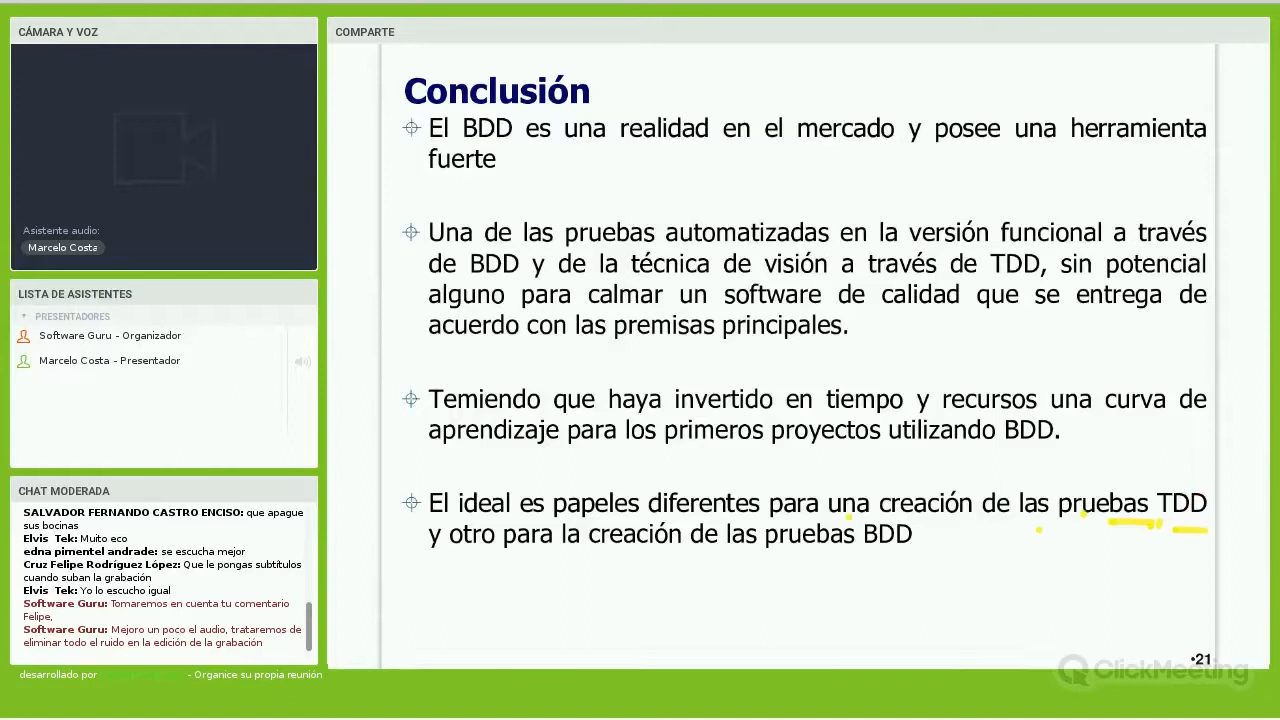 CÁMARA Y VOZ
Asistente audio:
Marcelo Costa
LISTA DE ASISTENTES
PRESENTADORES
Software Guru - Organizador
Marcelo Costa - Presentador
CHAT MODERADA
SALVADOR FERNANDO CASTRO ENCISO: que apague
sus bocinas
Elvis Tek: Muito eco
edna pimentel andrade: se escucha mejor
Cruz Felipe Rodríguez López: Que le pongas subtítulos
cuando suban la grabación
Elvis Tek: Yo lo escucho igual
Software Guru: Tomaremos en cuenta tu comentario
Felipe,
Software Guru: Mejoro un poco el audio, trataremos de
eliminar todo el ruido en la edición de la grabación
desarrollado por - Organice su propia reunión
COMPARTE
Conclusión
El BDD es una realidad en el mercado y posee una herramienta
fuerte
Una de las pruebas automatizadas en la versión funcional a través
de BDD y de la técnica de visión a través de TDD, sin potencial
alguno para calmar un software de calidad que se entrega de
acuerdo con las premisas principales.
Temiendo que haya invertido en tiempo y recursos una curva de
aprendizaje para los primeros proyectos utilizando BDD.
El ideal es papeles diferentes para una creación de las pruebas TDD
y otro para la creación de las pruebas BDD
•21
ClickMeeting